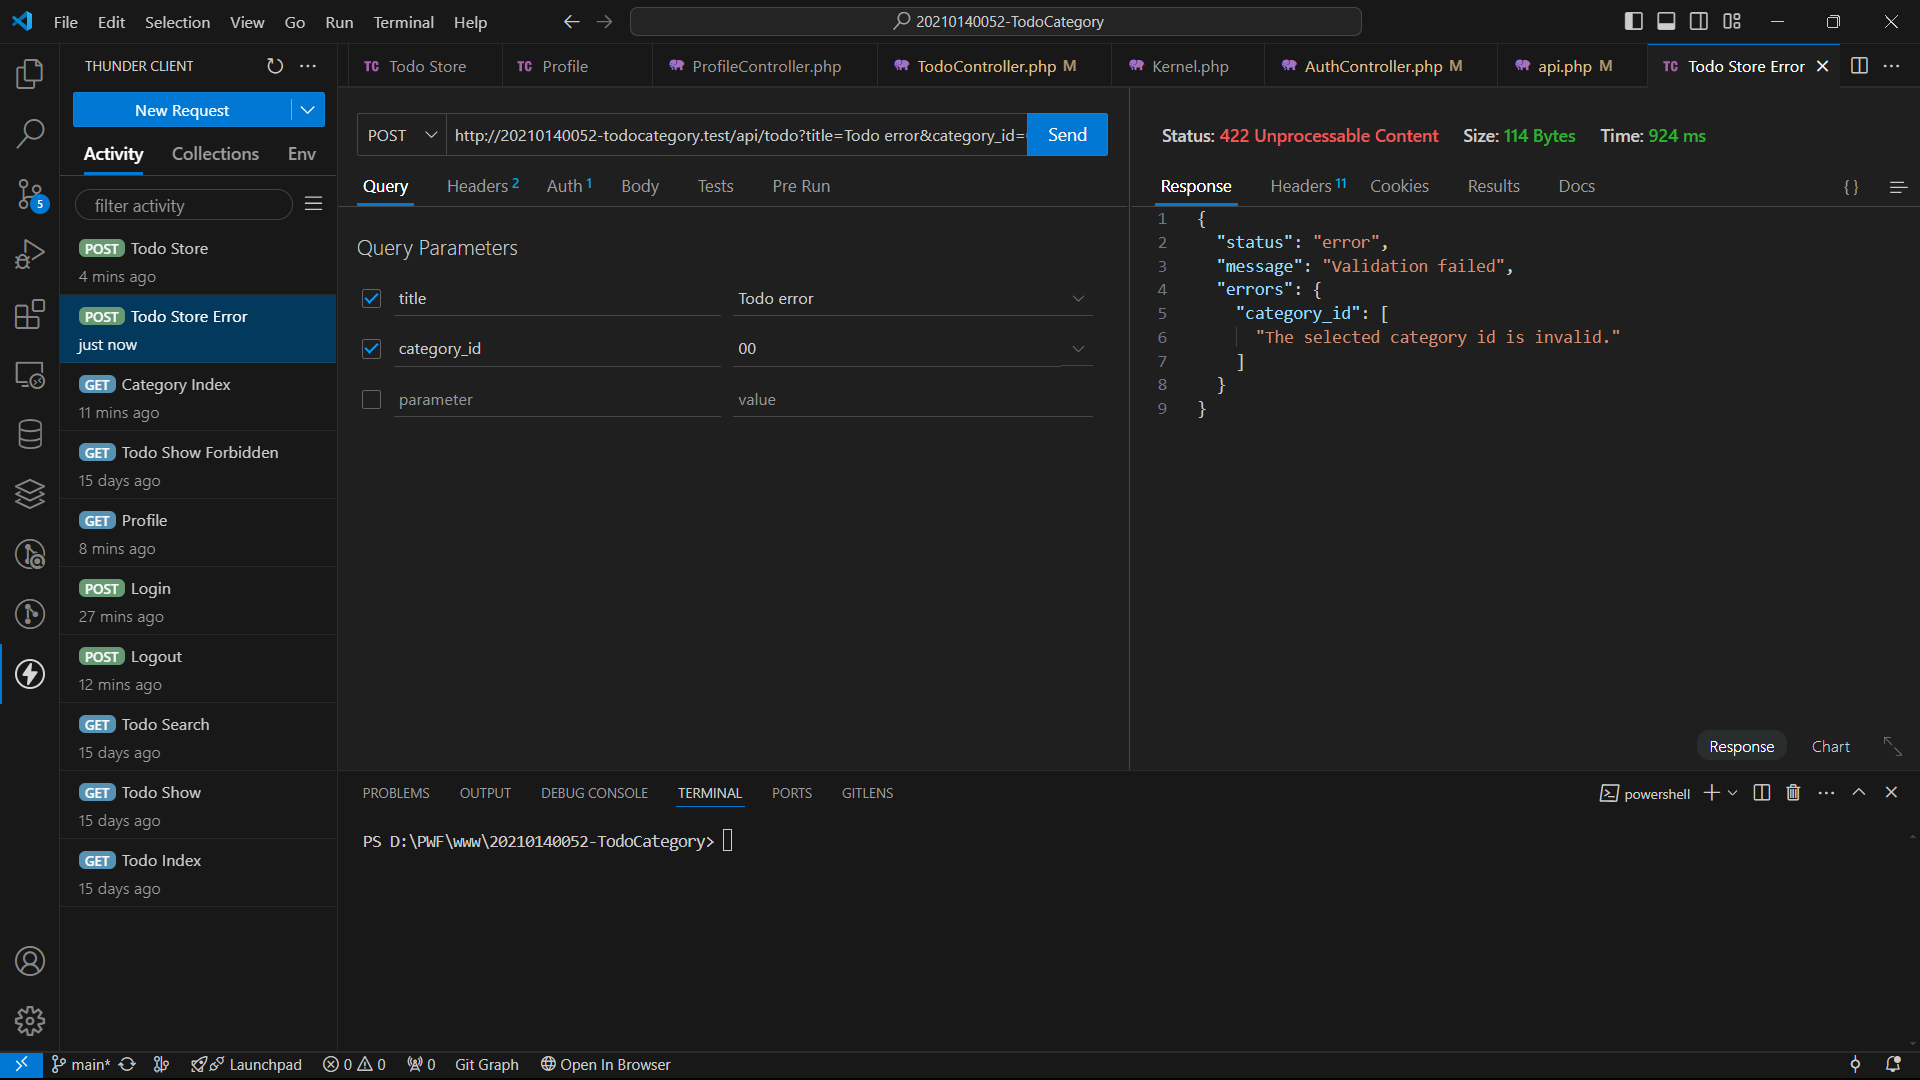 File Edit Selection View Go Run Terminal Help
20210140052-TodoCategory
THUNDER CLIENT
TC Todo Store
TC Profile
ProfileController.php
TodoController.php M
Kernel.php
AuthController.php M
api.php M
TC Todo Store Error
New Request
Activity Collections Env
filter activity
POST Todo Store
4 mins ago
POST Todo Store Error
just now
GET Category Index
11 mins ago
GET Todo Show Forbidden
15 days ago
GET Profile
8 mins ago
POST Login
27 mins ago
POST Logout
12 mins ago
GET Todo Search
15 days ago
GET Todo Show
15 days ago
GET Todo Index
15 days ago
5
POST
http://20210140052-todocategory.test/api/todo?title=Todo error&category_id=
Send
Query Headers 2 Auth 1 Body Tests Pre Run
Query Parameters
title Todo error
category_id 00
parameter value
Status: 422 Unprocessable Content Size: 114 Bytes Time: 924 ms
Response Headers 11 Cookies Results Docs { }
1 {
2 "status": "error",
3 "message": "Validation failed",
4 "errors": {
5 "category_id": [
6 "The selected category id is invalid."
7 ]
8 }
9 }
Response Chart
PROBLEMS OUTPUT DEBUG CONSOLE TERMINAL PORTS GITLENS
powershell
PS D:\PWF\www\20210140052-TodoCategory>
main* Launchpad 0 0 0 Git Graph Open In Browser